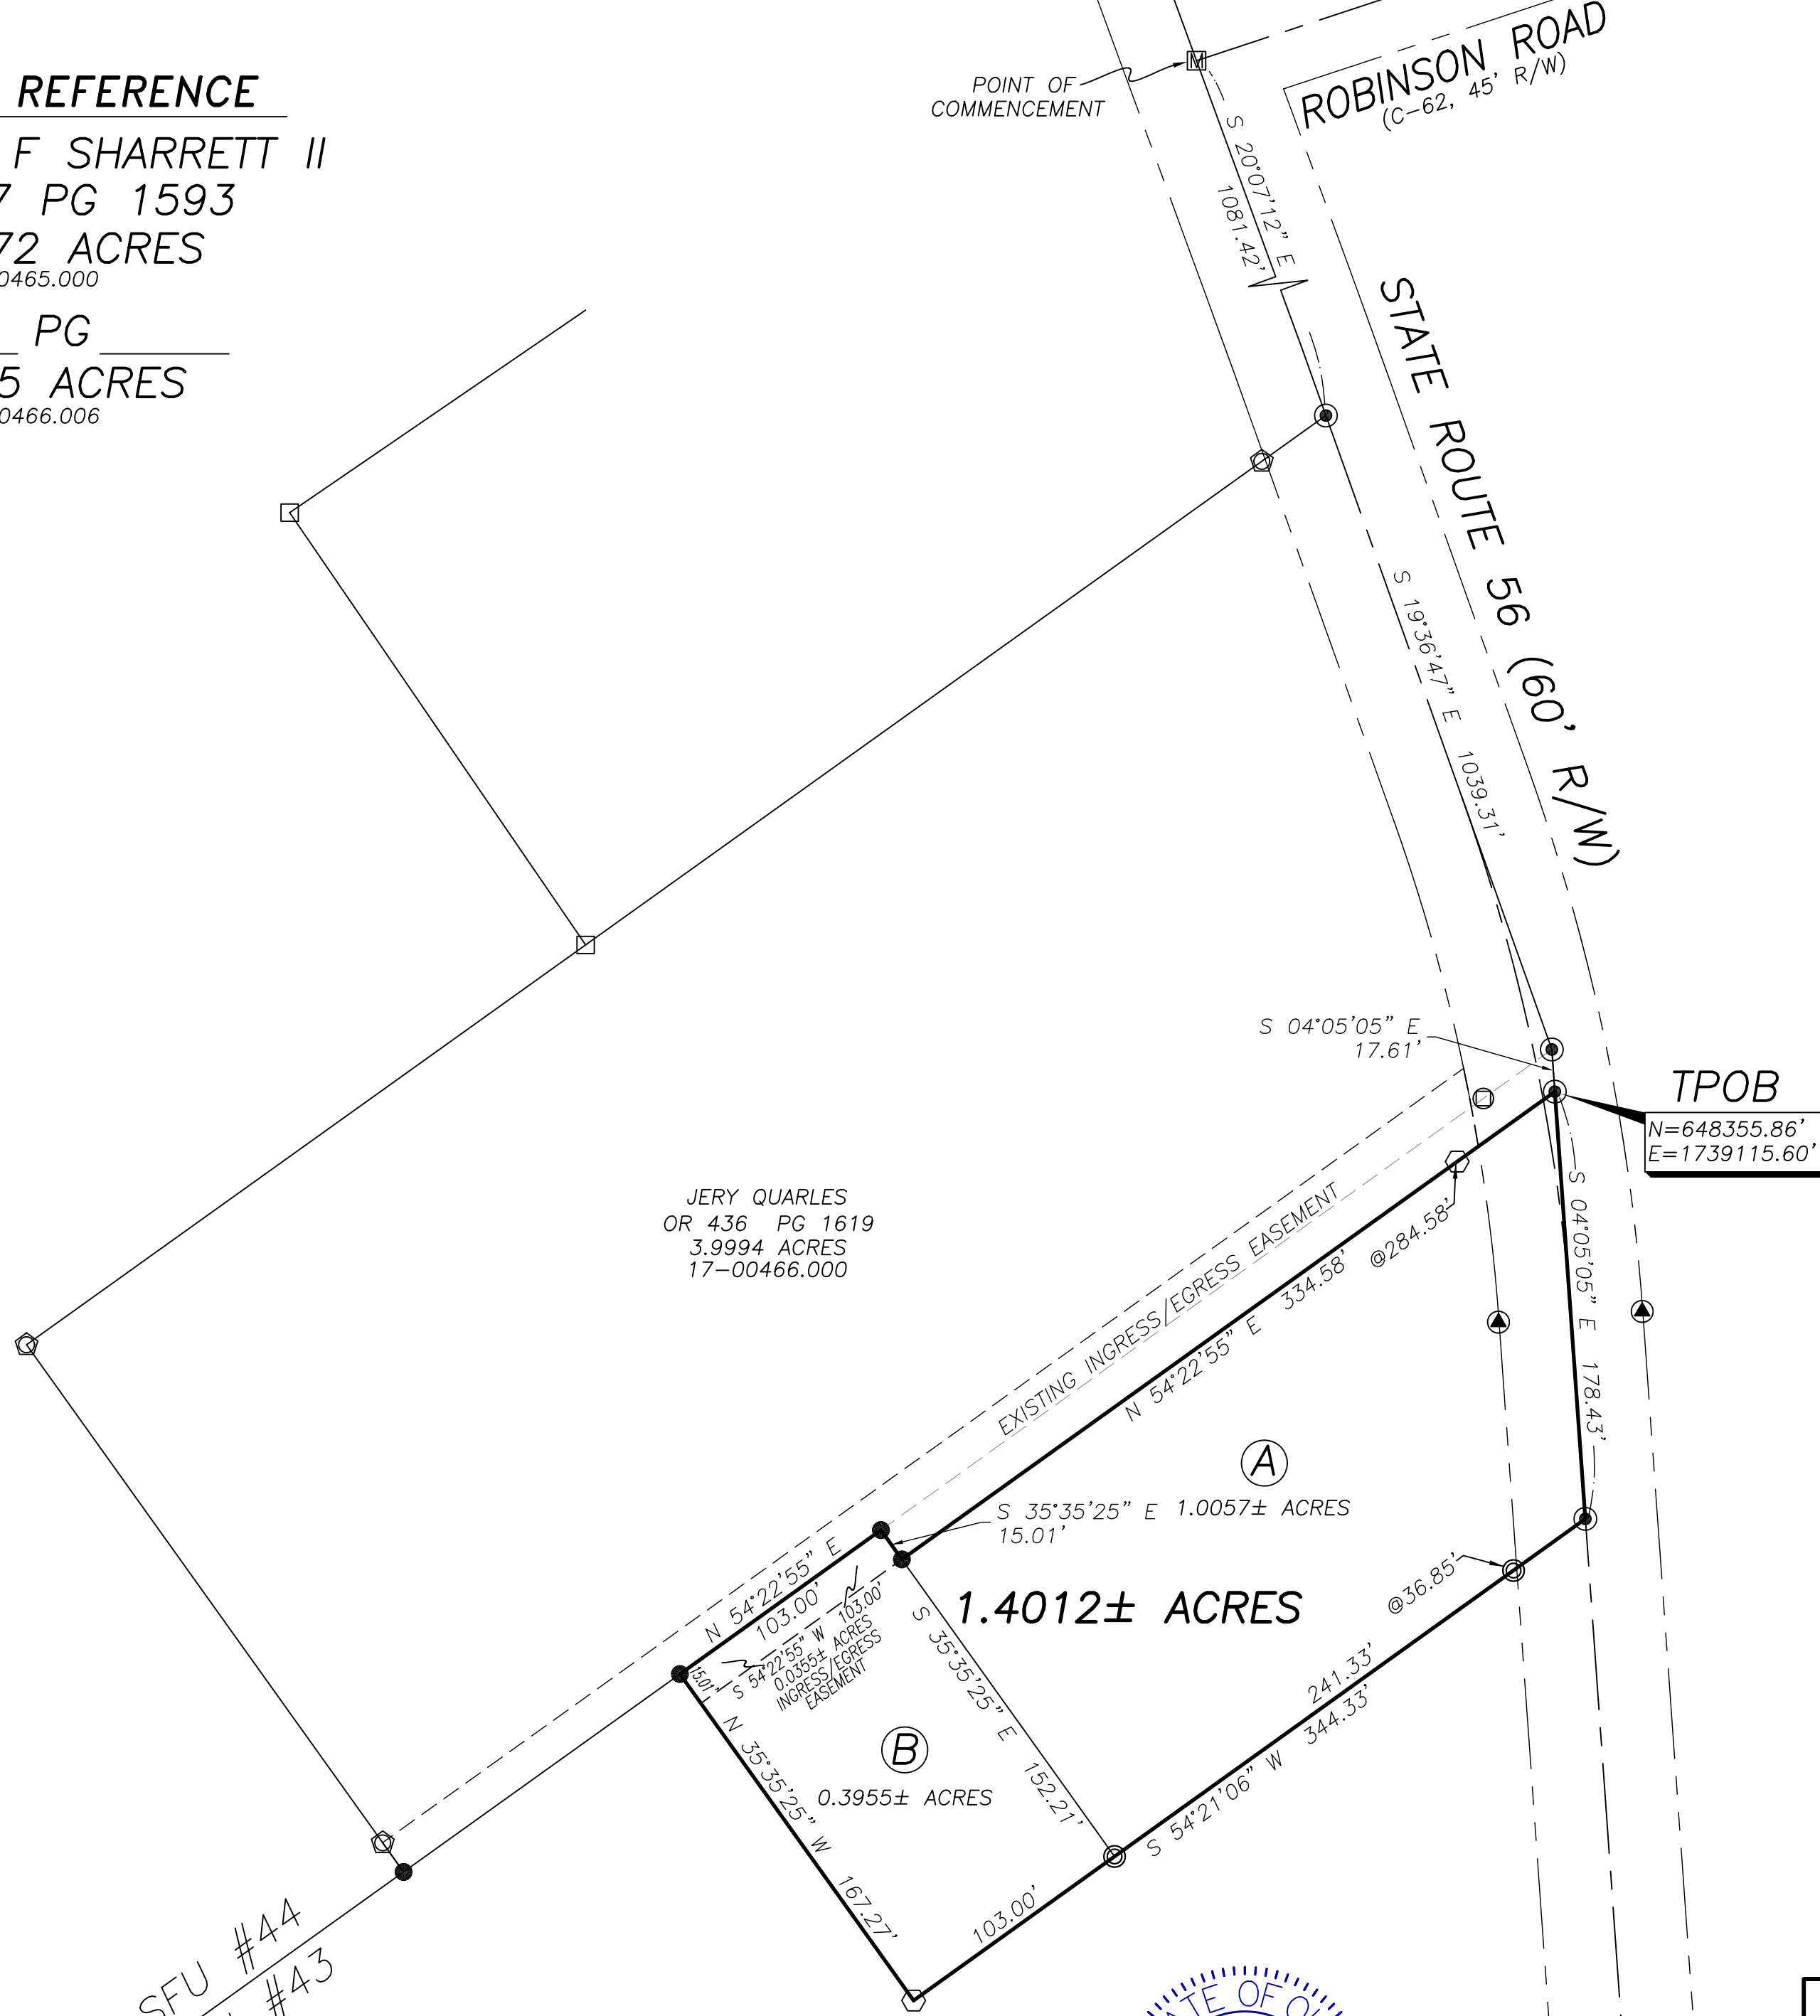 REFERENCE
F SHARRETT II
7 PG 1593
72 ACRES
0465.000
PG
5 ACRES
0466.006
POINT OF
COMMENCEMENT
M
ROBINSON ROAD
(C-62, 45' R/W)
S 20°07'12" E
1081.42'
STATE ROUTE 56 (60' R/W)
S 19°36'47" E 1039.31'
S 04°05'05" E
17.61'
TPOB
N=648355.86'
E=1739115.60'
JERY QUARLES
OR 436 PG 1619
3.9994 ACRES
17-00466.000
EXISTING INGRESS/EGRESS EASEMENT
N 54°22'55" E 334.58'
@284.58'
S 04°05'05" E 178.43'
A
1.0057± ACRES
S 35°35'25" E
15.01'
1.4012± ACRES
N 54°22'55" E
103.00'
S 54°22'55" W 103.00'
0.0355± ACRES
INGRESS/EGRESS
EASEMENT
15.01'
S 35°35'25" E 152.21'
@36.85'
241.33'
S 54°21'06" W 344.33'
B
0.3955± ACRES
N 35°35'25" W 167.27'
103.00'
SFU #44
#43
ATE OF O